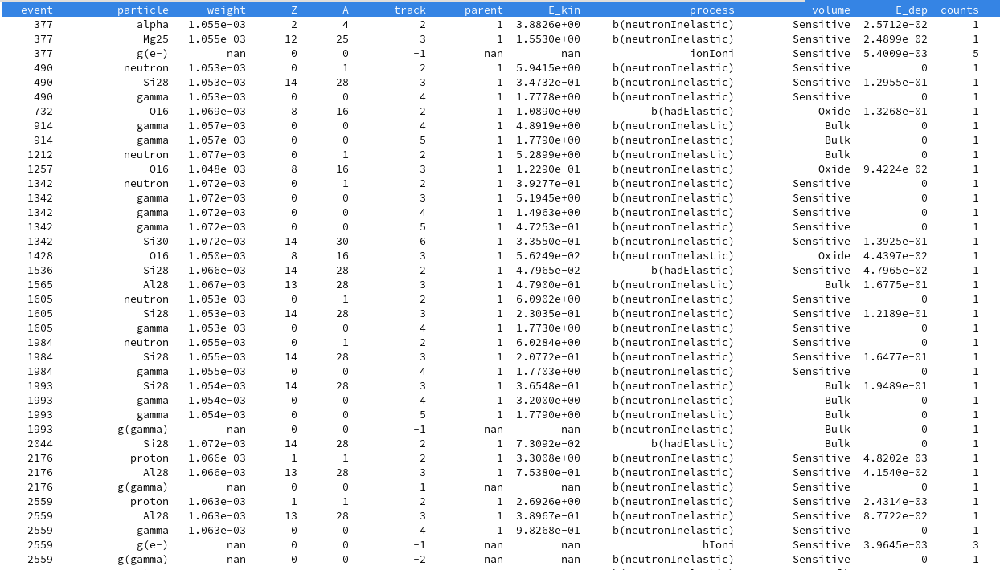 event particle weight Z A track parent E_kin process volume E_dep counts
377 alpha 1.055e-03 2 4 2 1 3.8826e+00 b(neutronInelastic) Sensitive 2.5712e-02 1
377 Mg25 1.055e-03 12 25 3 1 1.5530e+00 b(neutronInelastic) Sensitive 2.4899e-02 1
377 g(e-) nan 0 0 -1 nan nan ionIoni Sensitive 5.4009e-03 5
490 neutron 1.053e-03 0 1 2 1 5.9415e+00 b(neutronInelastic) Sensitive 0 1
490 Si28 1.053e-03 14 28 3 1 3.4732e-01 b(neutronInelastic) Sensitive 1.2955e-01 1
490 gamma 1.053e-03 0 0 4 1 1.7778e+00 b(neutronInelastic) Sensitive 0 1
732 O16 1.069e-03 8 16 2 1 1.0890e+00 b(hadElastic) Oxide 1.3268e-01 1
914 gamma 1.057e-03 0 0 4 1 4.8919e+00 b(neutronInelastic) Bulk 0 1
914 gamma 1.057e-03 0 0 5 1 1.7790e+00 b(neutronInelastic) Bulk 0 1
1212 neutron 1.077e-03 0 1 2 1 5.2899e+00 b(neutronInelastic) Bulk 0 1
1257 O16 1.048e-03 8 16 3 1 1.2290e-01 b(neutronInelastic) Oxide 9.4224e-02 1
1342 neutron 1.072e-03 0 1 2 1 3.9277e-01 b(neutronInelastic) Sensitive 0 1
1342 gamma 1.072e-03 0 0 3 1 5.1945e+00 b(neutronInelastic) Sensitive 0 1
1342 gamma 1.072e-03 0 0 4 1 1.4963e+00 b(neutronInelastic) Sensitive 0 1
1342 gamma 1.072e-03 0 0 5 1 4.7253e-01 b(neutronInelastic) Sensitive 0 1
1342 Si30 1.072e-03 14 30 6 1 3.3550e-01 b(neutronInelastic) Sensitive 1.3925e-01 1
1428 O16 1.050e-03 8 16 3 1 5.6249e-02 b(neutronInelastic) Oxide 4.4397e-02 1
1536 Si28 1.066e-03 14 28 2 1 4.7965e-02 b(hadElastic) Sensitive 4.7965e-02 1
1565 Al28 1.067e-03 13 28 3 1 4.7900e-01 b(neutronInelastic) Bulk 1.6775e-01 1
1605 neutron 1.053e-03 0 1 2 1 6.0902e+00 b(neutronInelastic) Sensitive 0 1
1605 Si28 1.053e-03 14 28 3 1 2.3035e-01 b(neutronInelastic) Sensitive 1.2189e-01 1
1605 gamma 1.053e-03 0 0 4 1 1.7730e+00 b(neutronInelastic) Sensitive 0 1
1984 neutron 1.055e-03 0 1 2 1 6.0284e+00 b(neutronInelastic) Sensitive 0 1
1984 Si28 1.055e-03 14 28 3 1 2.0772e-01 b(neutronInelastic) Sensitive 1.6477e-01 1
1984 gamma 1.055e-03 0 0 4 1 1.7703e+00 b(neutronInelastic) Sensitive 0 1
1993 Si28 1.054e-03 14 28 3 1 3.6548e-01 b(neutronInelastic) Bulk 1.9489e-01 1
1993 gamma 1.054e-03 0 0 4 1 3.2000e+00 b(neutronInelastic) Bulk 0 1
1993 gamma 1.054e-03 0 0 5 1 1.7790e+00 b(neutronInelastic) Bulk 0 1
1993 g(gamma) nan 0 0 -1 nan nan b(neutronInelastic) Bulk 0 1
2044 Si28 1.072e-03 14 28 2 1 7.3092e-02 b(hadElastic) Bulk 0 1
2176 proton 1.066e-03 1 1 2 1 3.3008e+00 b(neutronInelastic) Sensitive 4.8202e-03 1
2176 Al28 1.066e-03 13 28 3 1 7.5380e-01 b(neutronInelastic) Sensitive 4.1540e-02 1
2176 g(gamma) nan 0 0 -1 nan nan b(neutronInelastic) Sensitive 0 1
2559 proton 1.063e-03 1 1 2 1 2.6926e+00 b(neutronInelastic) Sensitive 2.4314e-03 1
2559 Al28 1.063e-03 13 28 3 1 3.8967e-01 b(neutronInelastic) Sensitive 8.7722e-02 1
2559 gamma 1.063e-03 0 0 4 1 9.8268e-01 b(neutronInelastic) Sensitive 0 1
2559 g(e-) nan 0 0 -1 nan nan hIoni Sensitive 3.9645e-03 3
2559 g(gamma) nan 0 0 -2 nan nan b(neutronInelastic) Sensitive 0 1